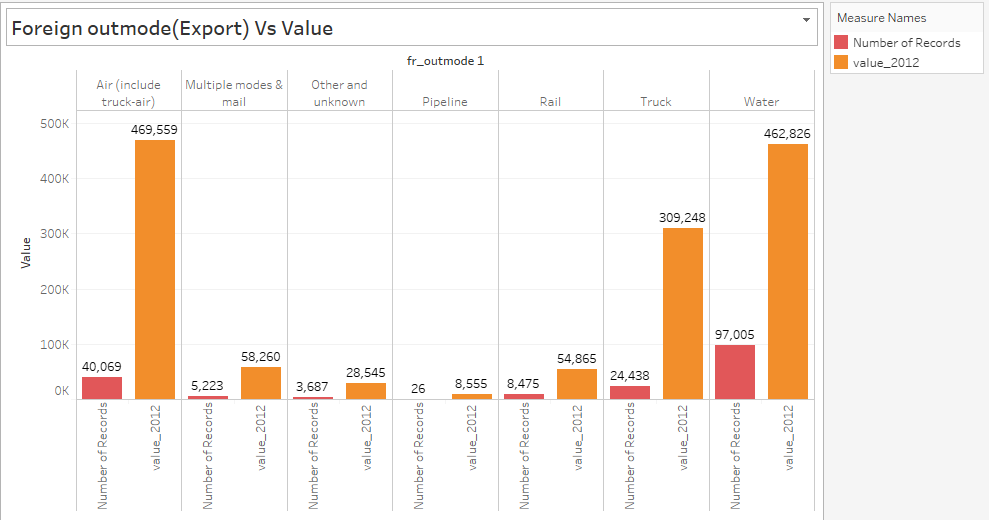 Foreign outmode(Export) Vs Value
Measure Names
Number of Records
value_2012
fr_outmode 1
Air (include
truck-air)
Multiple modes &
mail
Other and
unknown
Pipeline
Rail
Truck
Water
Value
500K
400K
300K
200K
100K
0K
40,069
469,559
5,223
58,260
3,687
28,545
26
8,555
8,475
54,865
24,438
309,248
97,005
462,826
Number of Records
value_2012
Number of Records
value_2012
Number of Records
value_2012
Number of Records
value_2012
Number of Records
value_2012
Number of Records
value_2012
Number of Records
value_2012